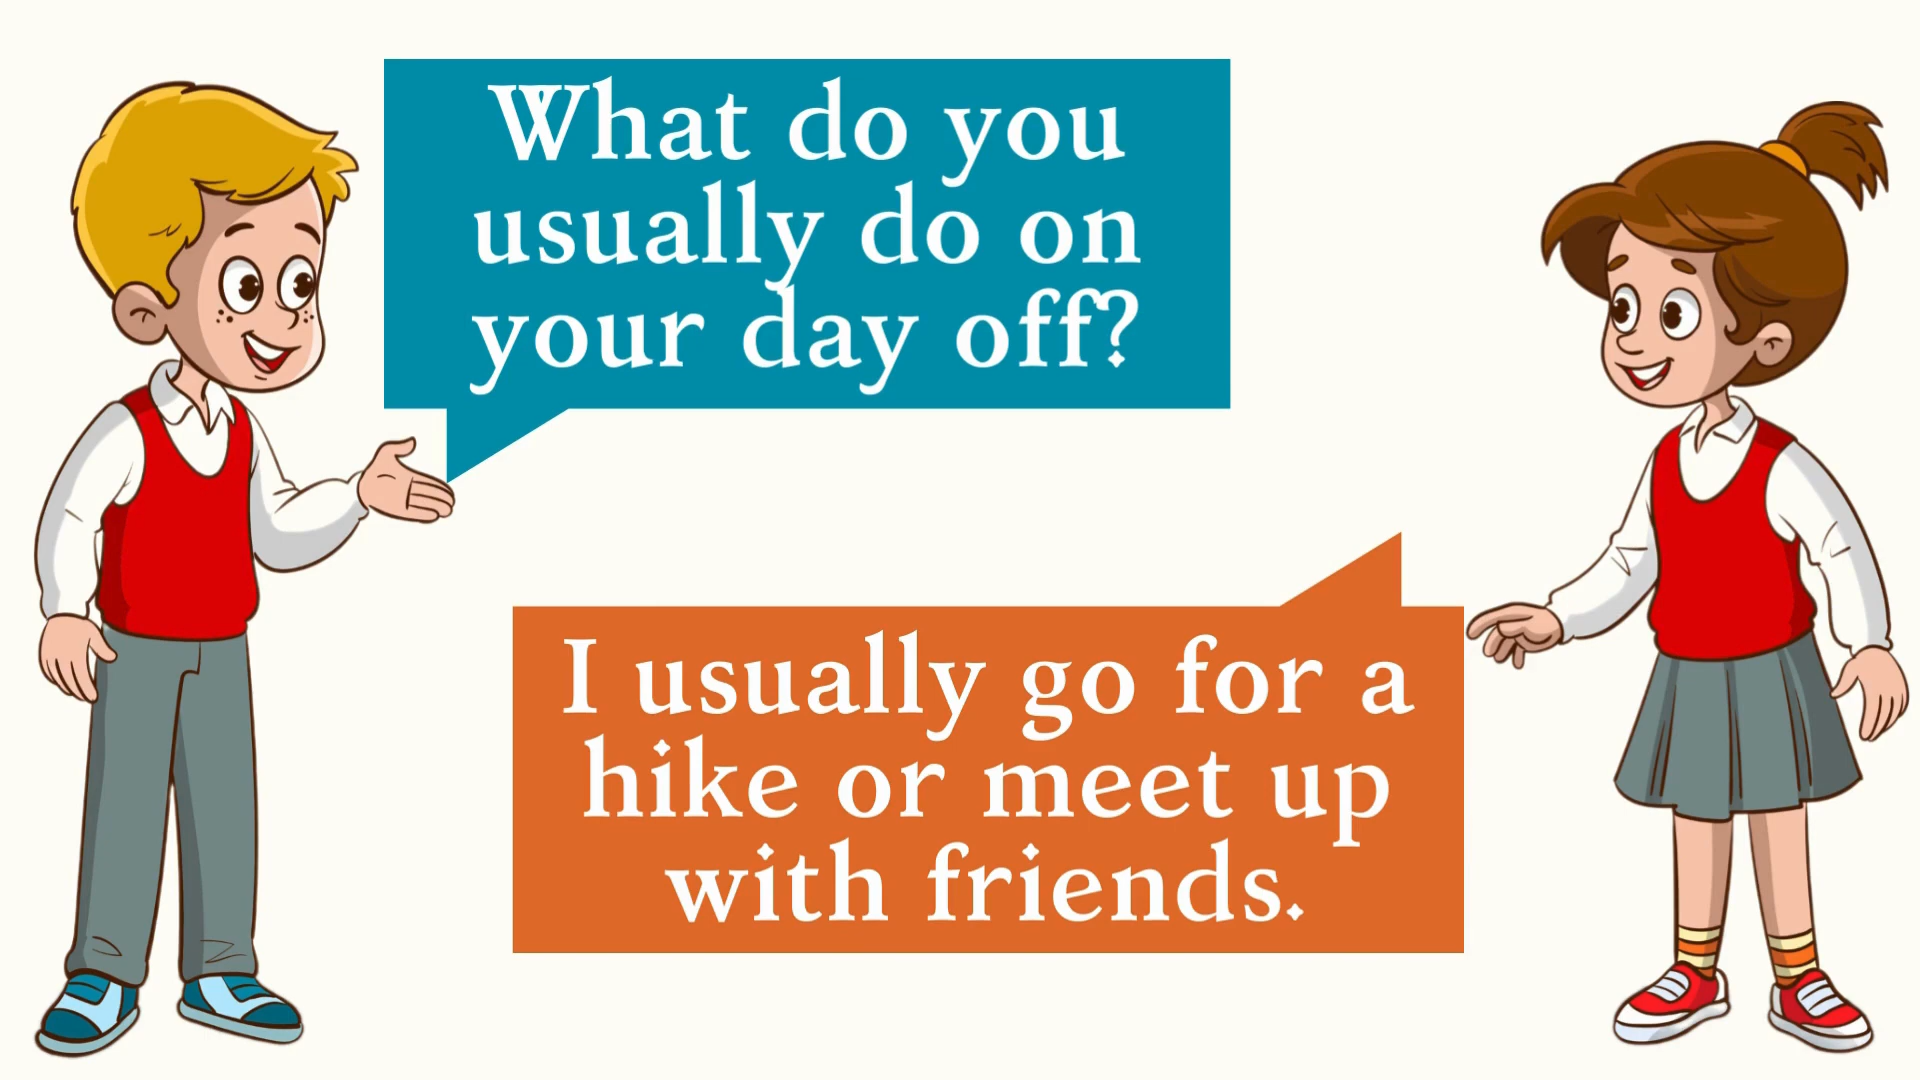 What do you
usually do on
your day off?
I usually go for a
hike or meet up
with friends.